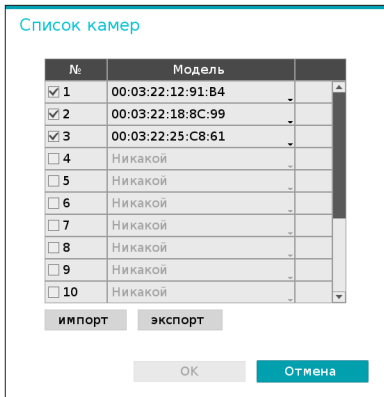 Список камер
№ Модель
1 00:03:22:12:91:B4
2 00:03:22:18:8C:99
3 00:03:22:25:C8:61
4 Никакой
5 Никакой
6 Никакой
7 Никакой
8 Никакой
9 Никакой
10 Никакой
импорт экспорт
OK Отмена